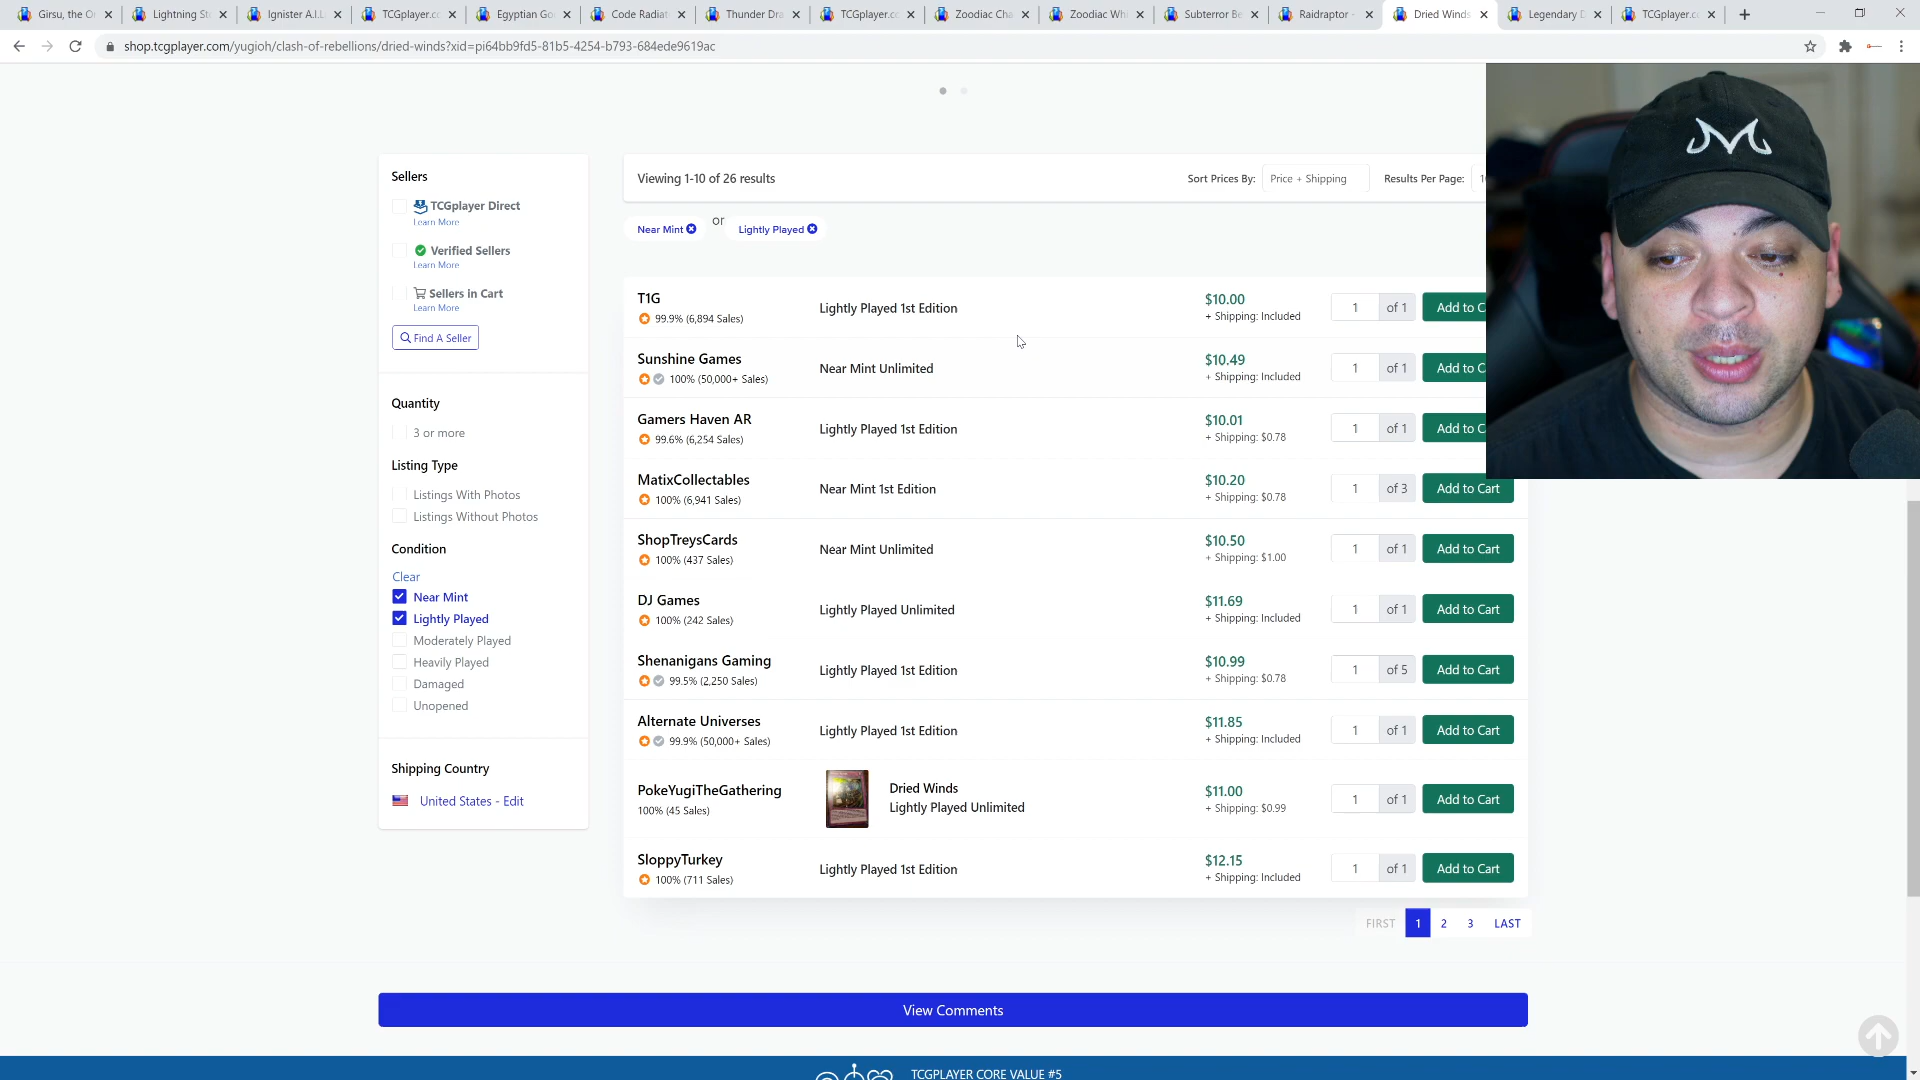 Girsu, the O
Lightning St
Ignister A.I.
TCGplayer.co
Egyptian Go
Code Radiat
Thunder Dra
TCGplayer.co
Zoodiac Cha
Zoodiac Whi
Subterror Be
Raidraptor -
Dried Winds
Legendary D
TCGplayer.co
shop.tcgplayer.com/yugioh/clash-of-rebellions/dried-winds?xid=pi64bb9fd5-81b5-4254-b793-684ede9619ac
Sellers
TCGplayer Direct
Learn More
Verified Sellers
Learn More
Sellers in Cart
Learn More
Find A Seller
Quantity
3 or more
Listing Type
Listings With Photos
Listings Without Photos
Condition
Clear
Near Mint
Lightly Played
Moderately Played
Heavily Played
Damaged
Unopened
Shipping Country
United States - Edit
Viewing 1-10 of 26 results
Sort Prices By: Price + Shipping Results Per Page:
Near Mint or Lightly Played
T1G
99.9% (6,894 Sales)
Lightly Played 1st Edition
$10.00
+ Shipping: Included
1 of 1 Add to C
Sunshine Games
100% (50,000+ Sales)
Near Mint Unlimited
$10.49
+ Shipping: Included
1 of 1 Add to C
Gamers Haven AR
99.6% (6,254 Sales)
Lightly Played 1st Edition
$10.01
+ Shipping: $0.78
1 of 1 Add to C
MatixCollectables
100% (6,941 Sales)
Near Mint 1st Edition
$10.20
+ Shipping: $0.78
1 of 3 Add to Cart
ShopTreysCards
100% (437 Sales)
Near Mint Unlimited
$10.50
+ Shipping: $1.00
1 of 1 Add to Cart
DJ Games
100% (242 Sales)
Lightly Played Unlimited
$11.69
+ Shipping: Included
1 of 1 Add to Cart
Shenanigans Gaming
99.5% (2,250 Sales)
Lightly Played 1st Edition
$10.99
+ Shipping: $0.78
1 of 5 Add to Cart
Alternate Universes
99.9% (50,000+ Sales)
Lightly Played 1st Edition
$11.85
+ Shipping: Included
1 of 1 Add to Cart
PokeYugiTheGathering
100% (45 Sales)
Dried Winds
Lightly Played Unlimited
$11.00
+ Shipping: $0.99
1 of 1 Add to Cart
SloppyTurkey
100% (711 Sales)
Lightly Played 1st Edition
$12.15
+ Shipping: Included
1 of 1 Add to Cart
FIRST 1 2 3 LAST
View Comments
TCGPLAYER CORE VALUE #5